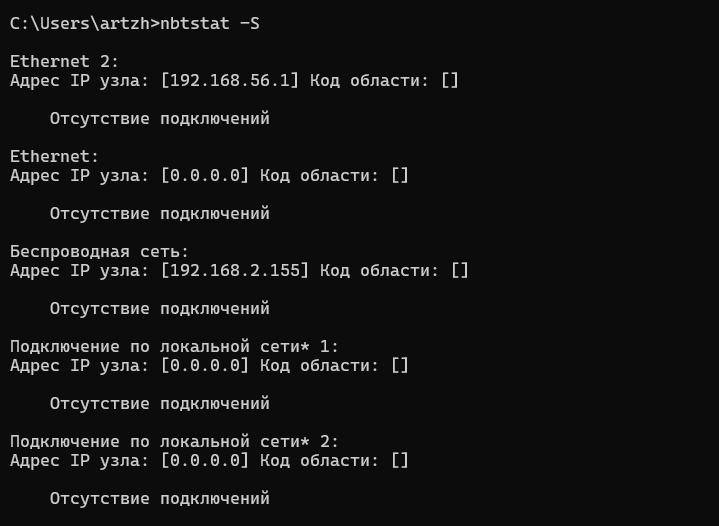 C:\Users\artzh>nbtstat -S
Ethernet 2:
Адрес IP узла: [192.168.56.1] Код области: []
Отсутствие подключений
Ethernet:
Адрес IP узла: [0.0.0.0] Код области: []
Отсутствие подключений
Беспроводная сеть:
Адрес IP узла: [192.168.2.155] Код области: []
Отсутствие подключений
Подключение по локальной сети* 1:
Адрес IP узла: [0.0.0.0] Код области: []
Отсутствие подключений
Подключение по локальной сети* 2:
Адрес IP узла: [0.0.0.0] Код области: []
Отсутствие подключений